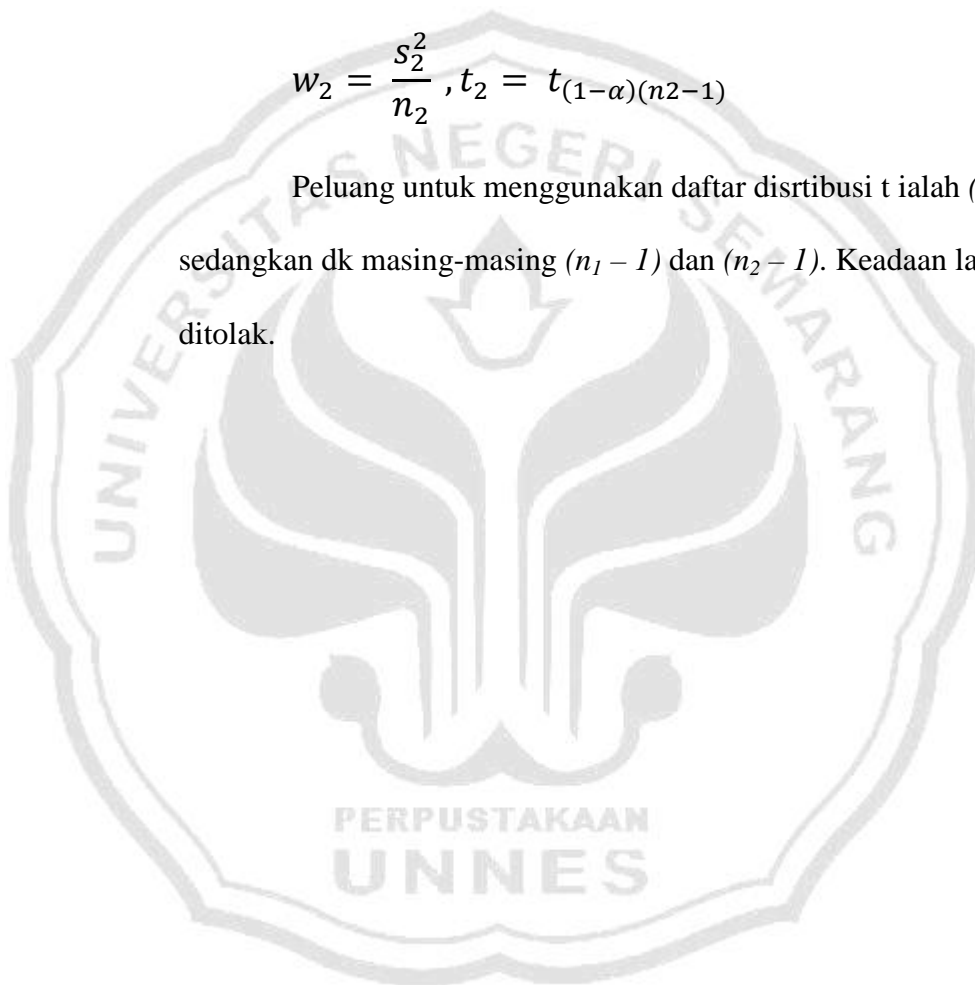 w₂ = s₂²/n₂ , t₂ = t₍₁₋α₎₍ₙ₂₋₁₎
Peluang untuk menggunakan daftar disrtibusi t ialah (
sedangkan dk masing-masing (n₁ – 1) dan (n₂ – 1). Keadaan la
ditolak.
UNIVERSITAS NEGERI SEMARANG
PERPUSTAKAAN
UNNES